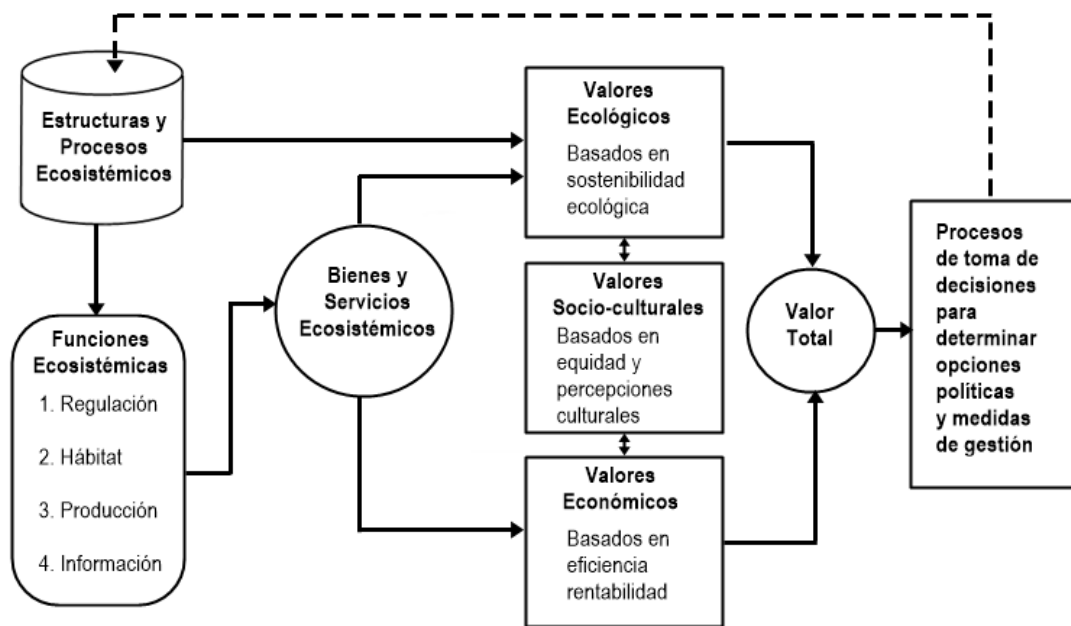 Estructuras y
Procesos
Ecosistémicos
Funciones
Ecosistémicas
1. Regulación
2. Hábitat
3. Producción
4. Información
Bienes y
Servicios
Ecosistémicos
Valores
Ecológicos
Basados en
sostenibilidad
ecológica
Valores
Socio-culturales
Basados en
equidad y
percepciones
culturales
Valores
Económicos
Basados en
eficiencia
rentabilidad
Valor
Total
Procesos
de toma de
decisiones
para
determinar
opciones
políticas
y medidas
de gestión